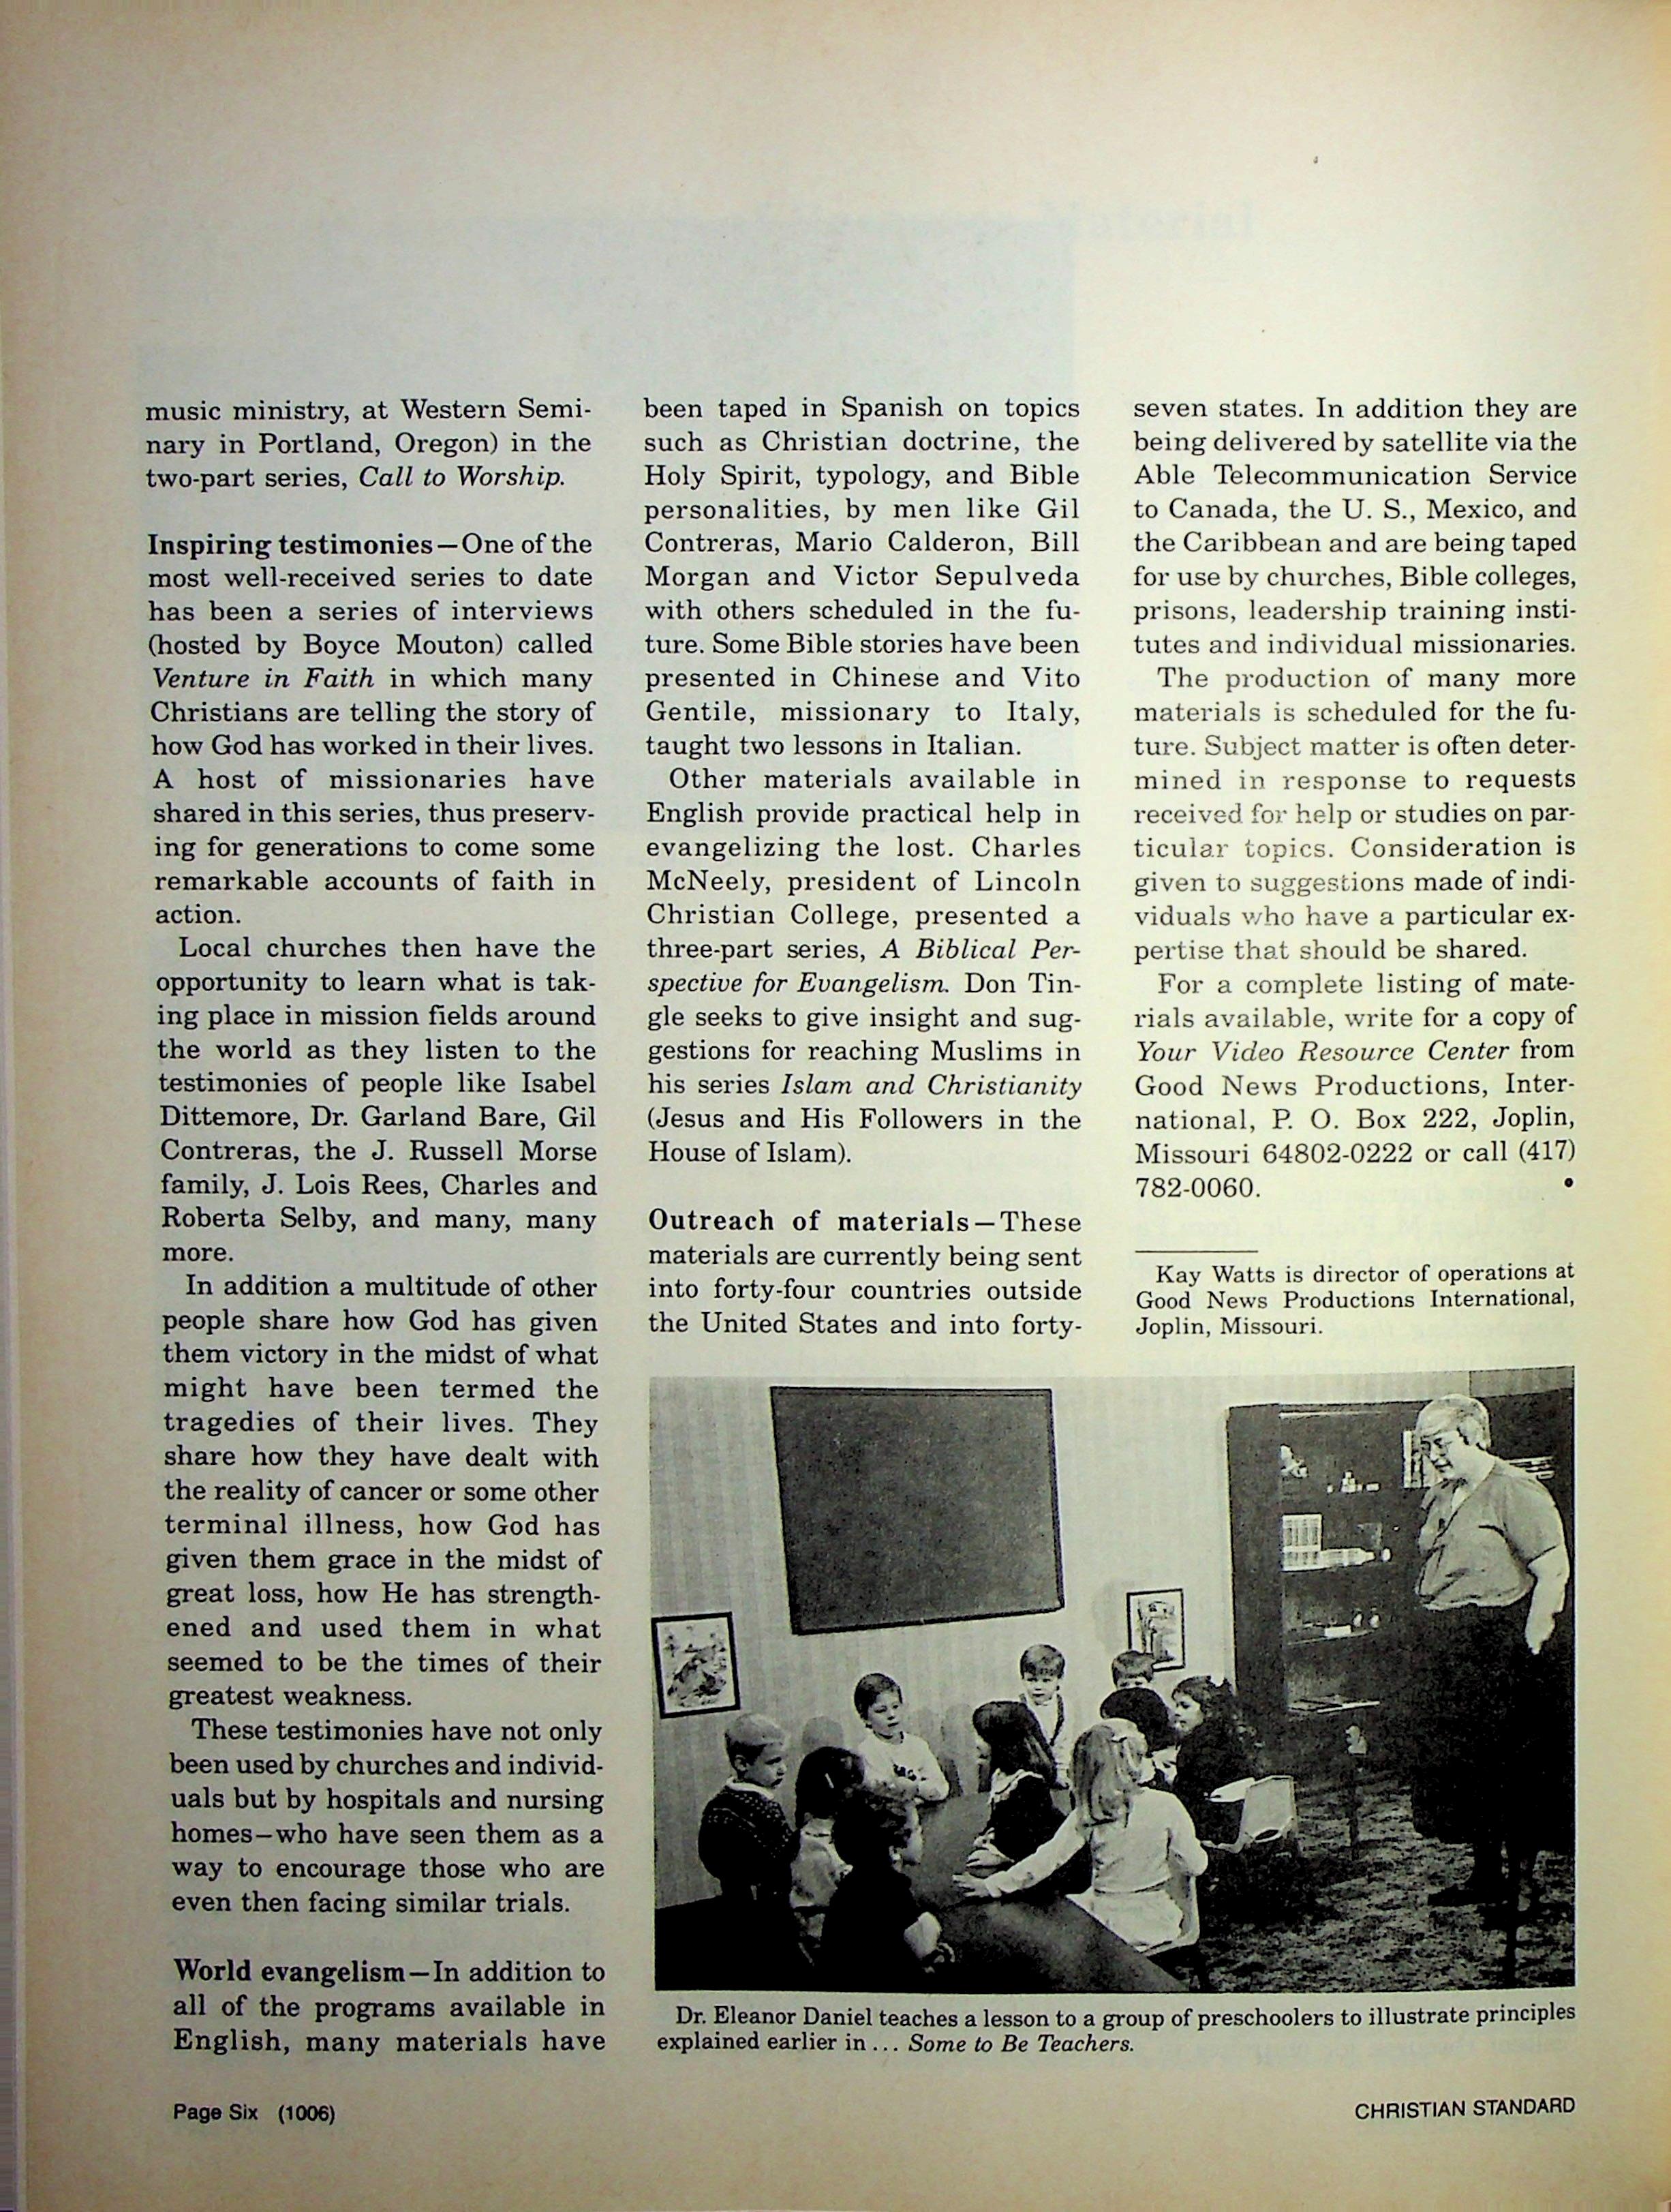 music ministry, at Western Semi-
nary in Portland, Oregon) in the
two-part series, Call to Worship.
Inspiring testimonies—One of the
most well-received series to date
has been a series of interviews
(hosted by Boyce Mouton) called
Venture in Faith in which many
Christians are telling the story of
how God has worked in their lives.
A host of missionaries have
shared in this series, thus preserv-
ing for generations to come some
remarkable accounts of faith in
action.
Local churches then have the
opportunity to learn what is tak-
ing place in mission fields around
the world as they listen to the
testimonies of people like Isabel
Dittemore, Dr. Garland Bare, Gil
Contreras, the J. Russell Morse
family, J. Lois Rees, Charles and
Roberta Selby, and many, many
more.
In addition a multitude of other
people share how God has given
them victory in the midst of what
might have been termed the
tragedies of their lives. They
share how they have dealt with
the reality of cancer or some other
terminal illness, how God has
given them grace in the midst of
great loss, how He has strength-
ened and used them in what
seemed to be the times of their
greatest weakness.
These testimonies have not only
been used by churches and individ-
uals but by hospitals and nursing
homes—who have seen them as a
way to encourage those who are
even then facing similar trials.
World evangelism—In addition to
all of the programs available in
English, many materials have
been taped in Spanish on topics
such as Christian doctrine, the
Holy Spirit, typology, and Bible
personalities, by men like Gil
Contreras, Mario Calderon, Bill
Morgan and Victor Sepulveda
with others scheduled in the fu-
ture. Some Bible stories have been
presented in Chinese and Vito
Gentile, missionary to Italy,
taught two lessons in Italian.
Other materials available in
English provide practical help in
evangelizing the lost. Charles
McNeely, president of Lincoln
Christian College, presented a
three-part series, A Biblical Per-
spective for Evangelism. Don Tin-
gle seeks to give insight and sug-
gestions for reaching Muslims in
his series Islam and Christianity
(Jesus and His Followers in the
House of Islam).
Outreach of materials—These
materials are currently being sent
into forty-four countries outside
the United States and into forty-
seven states. In addition they are
being delivered by satellite via the
Able Telecommunication Service
to Canada, the U. S., Mexico, and
the Caribbean and are being taped
for use by churches, Bible colleges,
prisons, leadership training insti-
tutes and individual missionaries.
The production of many more
materials is scheduled for the fu-
ture. Subject matter is often deter-
mined in response to requests
received for help or studies on par-
ticular topics. Consideration is
given to suggestions made of indi-
viduals who have a particular ex-
pertise that should be shared.
For a complete listing of mate-
rials available, write for a copy of
Your Video Resource Center from
Good News Productions, Inter-
national, P. O. Box 222, Joplin,
Missouri 64802-0222 or call (417)
782-0060. •
Kay Watts is director of operations at
Good News Productions International,
Joplin, Missouri.
Dr. Eleanor Daniel teaches a lesson to a group of preschoolers to illustrate principles
explained earlier in . . . Some to Be Teachers.
Page Six (1006)
CHRISTIAN STANDARD